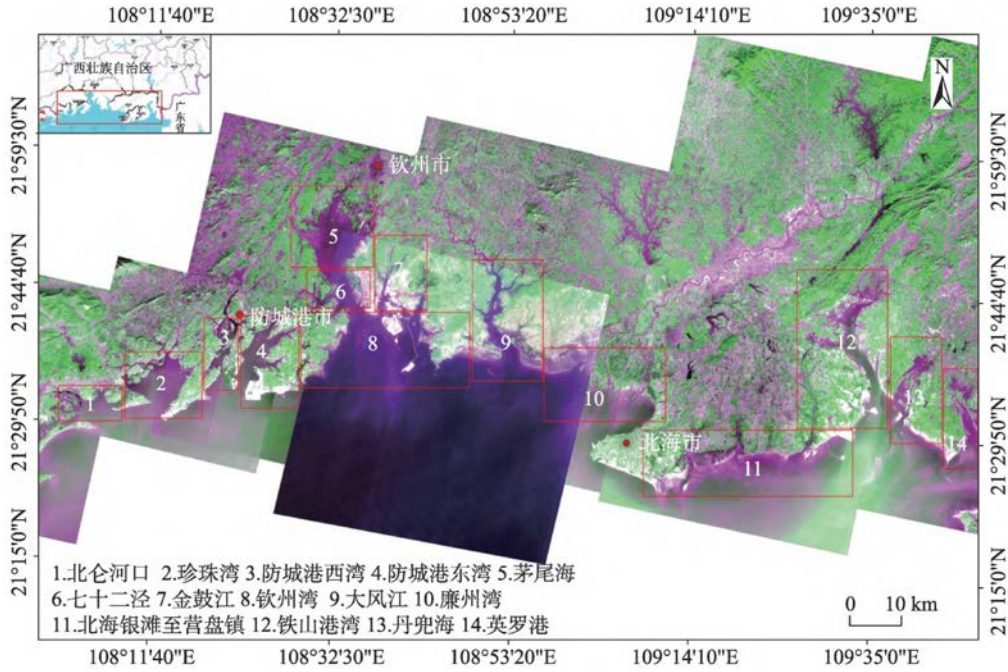 108°11'40"E 108°32'30"E 108°53'20"E 109°14'10"E 109°35'0"E
广西壮族自治区
广东省
N
21°59'30"N 21°59'30"N
钦州市
5
7
6
21°44'40"N 21°44'40"N
防城港市
3
4
8
9
12
2
1
10
13
21°29'50"N 21°29'50"N
北海市
11
14
21°15'0"N 21°15'0"N
1.北仑河口 2.珍珠湾 3.防城港西湾 4.防城港东湾 5.茅尾海
6.七十二泾 7.金鼓江 8.钦州湾 9.大风江 10.廉州湾
11.北海银滩至营盘镇 12.铁山港湾 13.丹兜海 14.英罗港
0 10 km
108°11'40"E 108°32'30"E 108°53'20"E 109°14'10"E 109°35'0"E